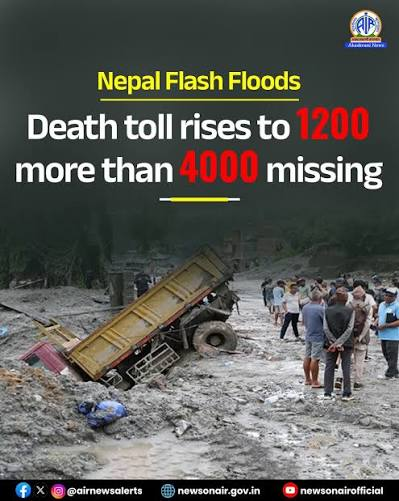 AIR
Akashvani News
Nepal Flash Floods
Death toll rises to 1200
more than 4000 missing
@airnewsalerts newsonair.gov.in newsonairofficial